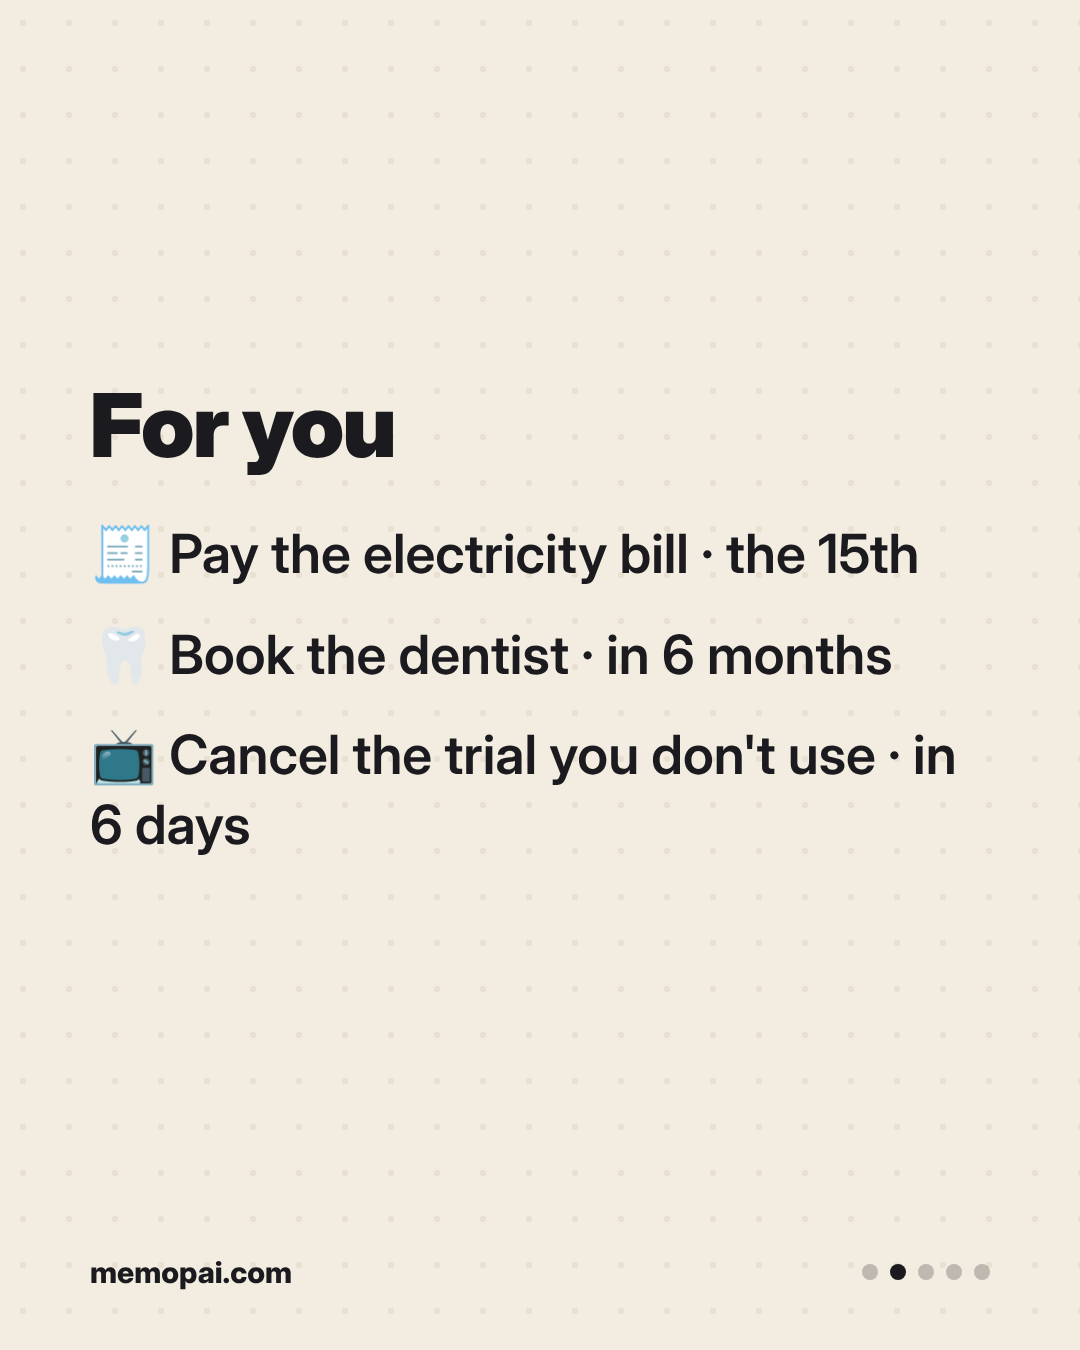 For you
🧾 Pay the electricity bill · the 15th
🦷 Book the dentist · in 6 months
📺 Cancel the trial you don't use · in
6 days
memopai.com